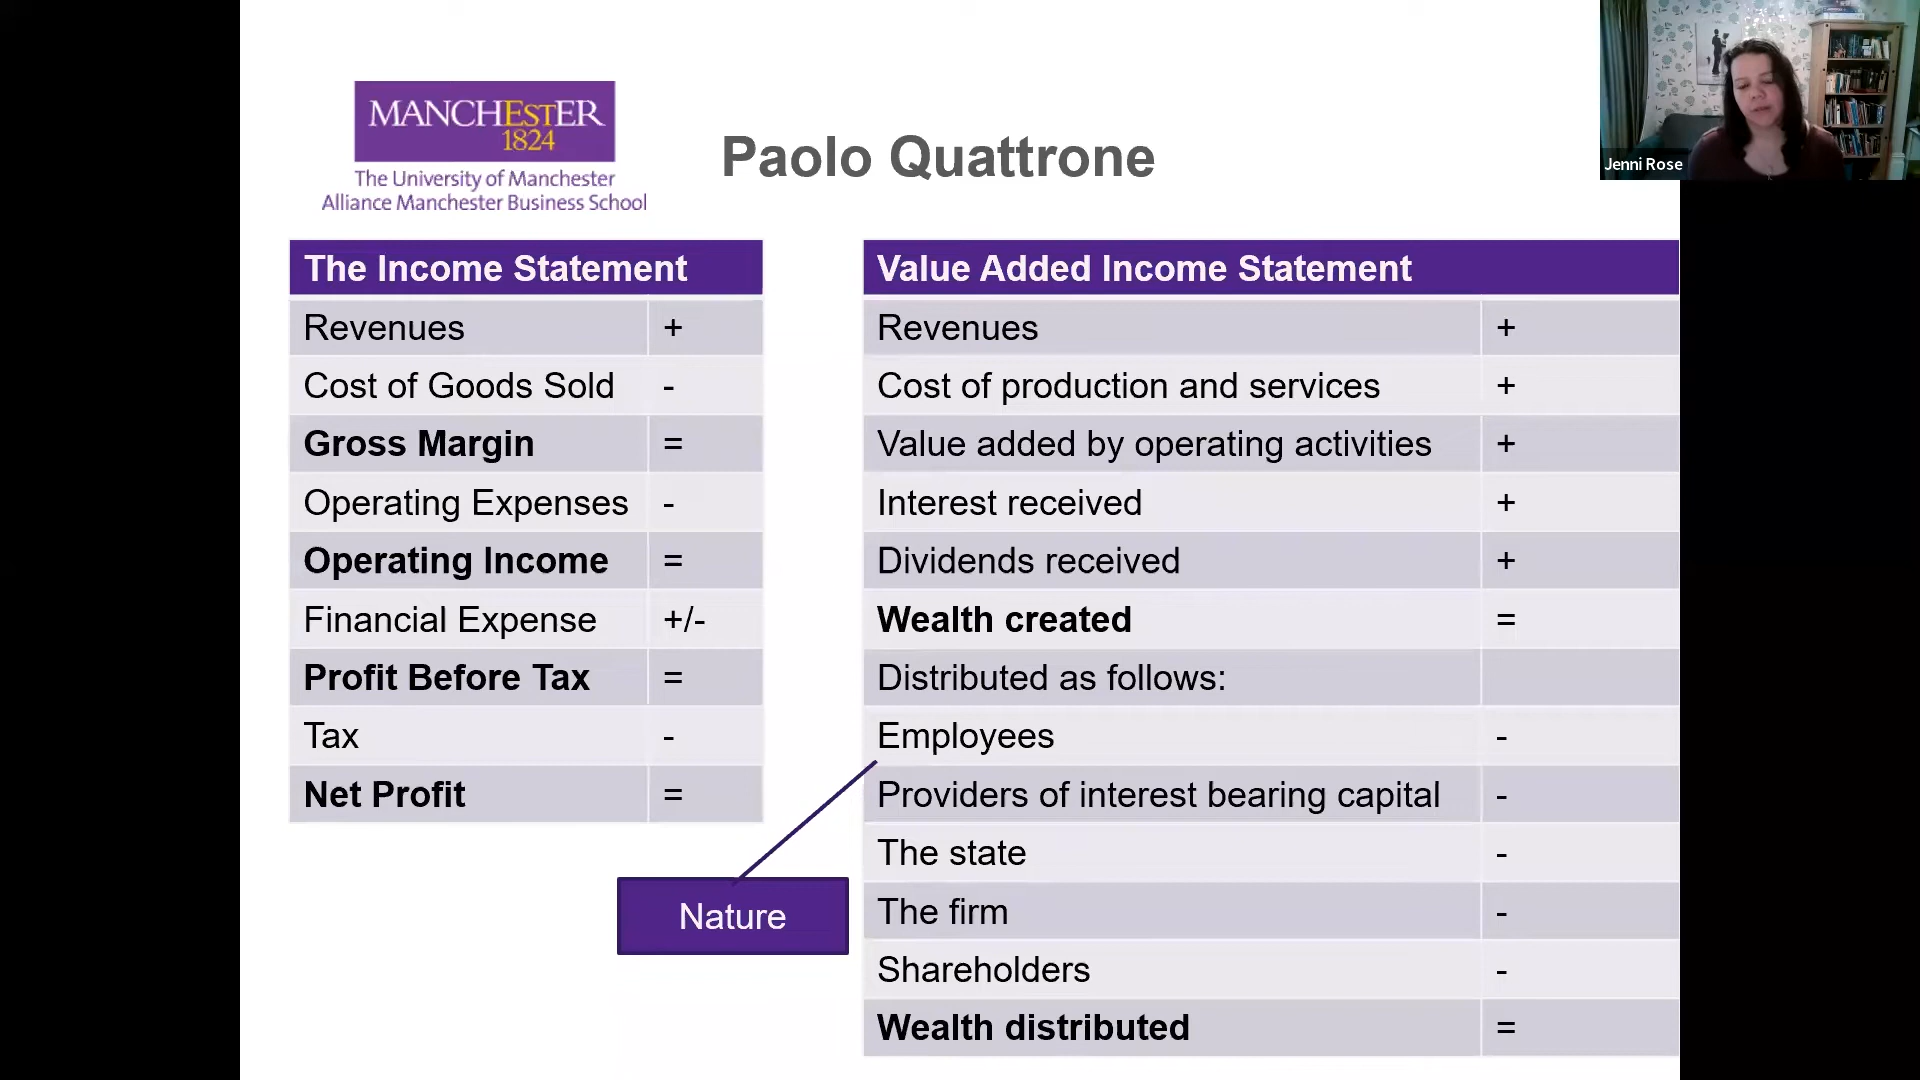 MANCHESTER
1824
The University of Manchester
Alliance Manchester Business School
Paolo Quattrone
Jenni Rose
The Income Statement
Revenues +
Cost of Goods Sold -
Gross Margin =
Operating Expenses -
Operating Income =
Financial Expense +/-
Profit Before Tax =
Tax -
Net Profit =
Nature
Value Added Income Statement
Revenues +
Cost of production and services +
Value added by operating activities +
Interest received +
Dividends received +
Wealth created =
Distributed as follows:
Employees -
Providers of interest bearing capital -
The state -
The firm -
Shareholders -
Wealth distributed =